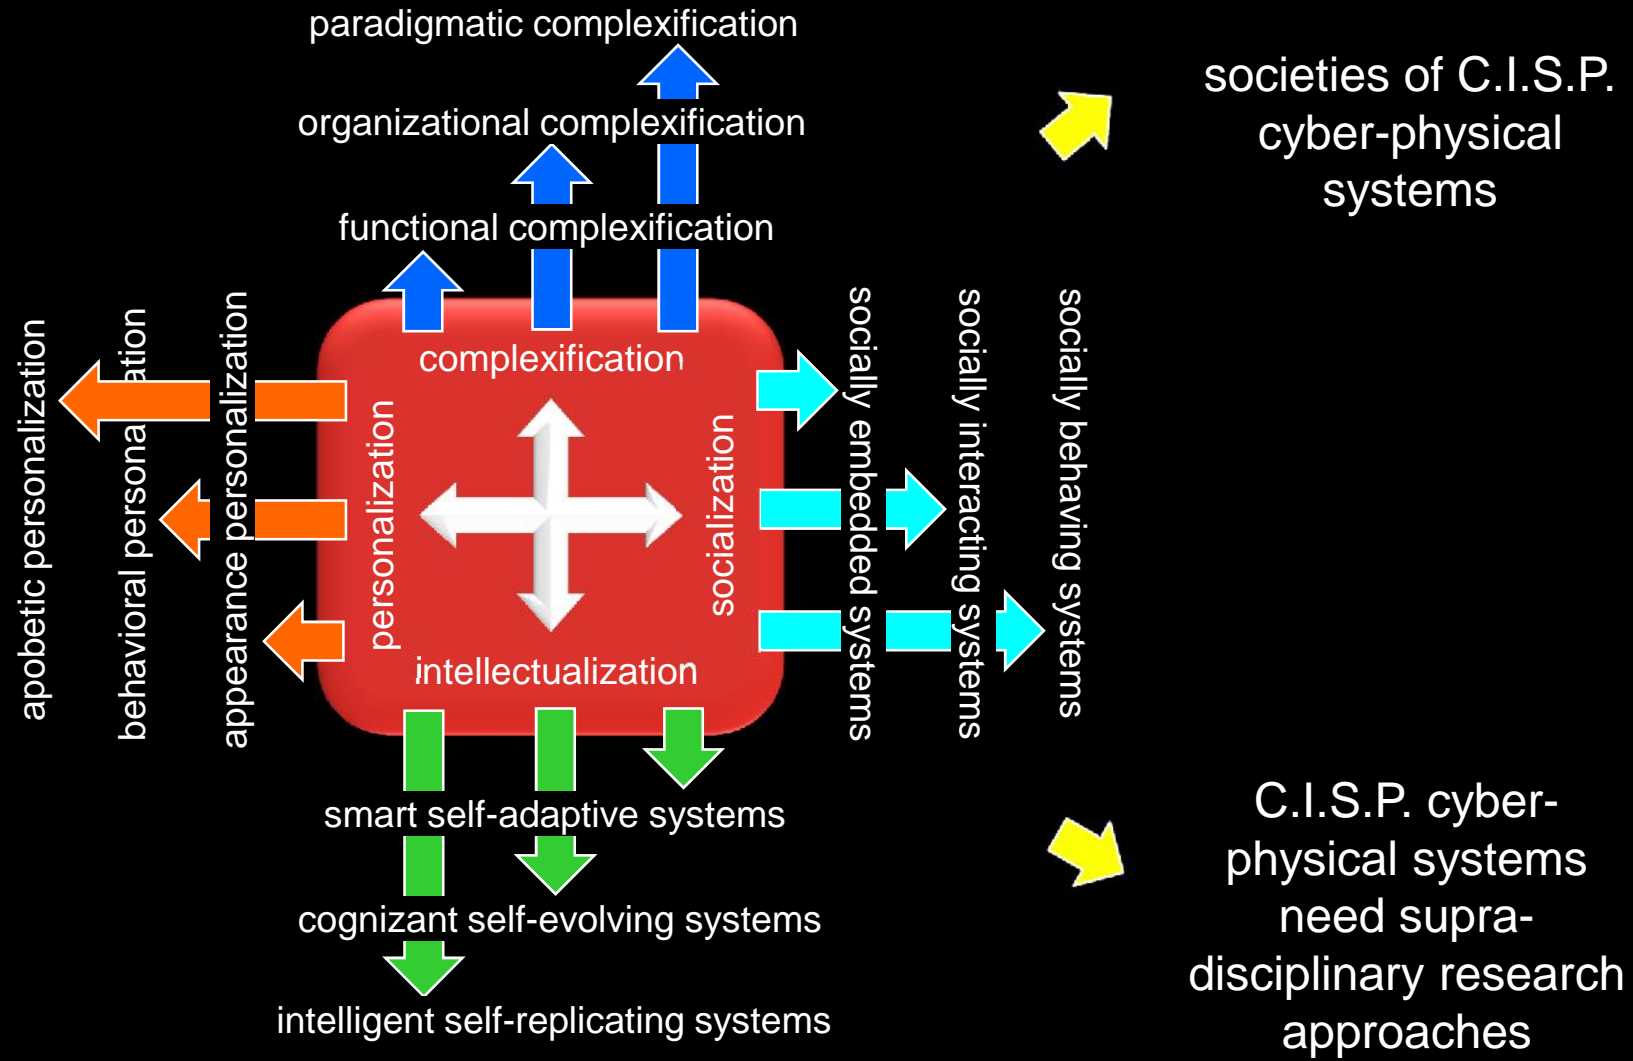 paradigmatic complexification
organizational complexification
functional complexification
societies of C.I.S.P.
cyber-physical
systems
apobetic personalization
behavioral personalization
appearance personalization
complexification
personalization
socialization
intellectualization
socially embedded systems
socially interacting systems
socially behaving systems
smart self-adaptive systems
cognizant self-evolving systems
intelligent self-replicating systems
C.I.S.P. cyber-
physical systems
need supra-
disciplinary research
approaches